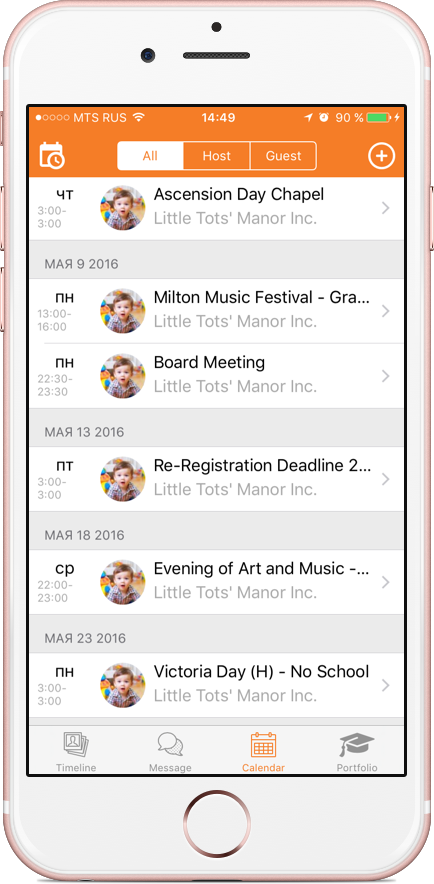 MTS RUS
14:49
90 %
All
Host
Guest
ЧТ
3:00-
3:00
Ascension Day Chapel
Little Tots' Manor Inc.
МАЯ 9 2016
ПН
13:00-
16:00
Milton Music Festival - Gra...
Little Tots' Manor Inc.
ПН
22:30-
23:30
Board Meeting
Little Tots' Manor Inc.
МАЯ 13 2016
ПТ
3:00-
3:00
Re-Registration Deadline 2...
Little Tots' Manor Inc.
МАЯ 18 2016
СР
22:00-
23:00
Evening of Art and Music -...
Little Tots' Manor Inc.
МАЯ 23 2016
ПН
3:00-
3:00
Victoria Day (H) - No School
Little Tots' Manor Inc.
Timeline
Message
Calendar
Portfolio